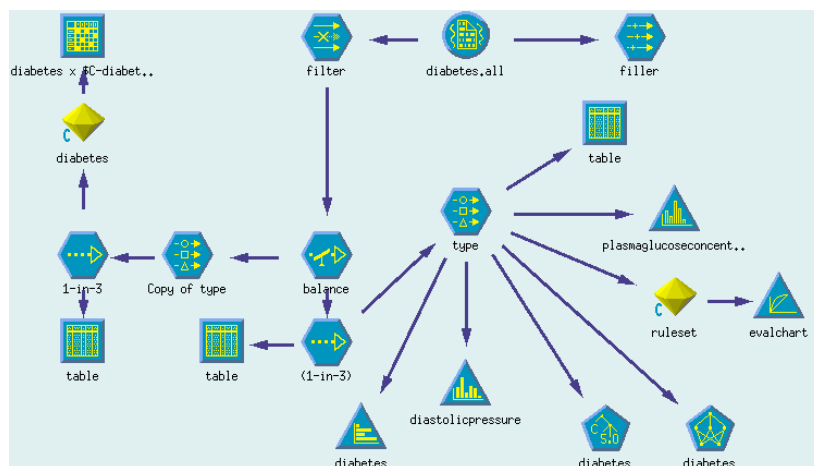 diabetes x $C-diabet..
filter
diabetes.all
filler
C
diabetes
table
type
plasmaglucoseconcent..
1-in-3
Copy of type
balance
C
ruleset
evalchart
table
table
(1-in-3)
diastolicpressure
C
S.O
diabetes
diabetes
diabetes